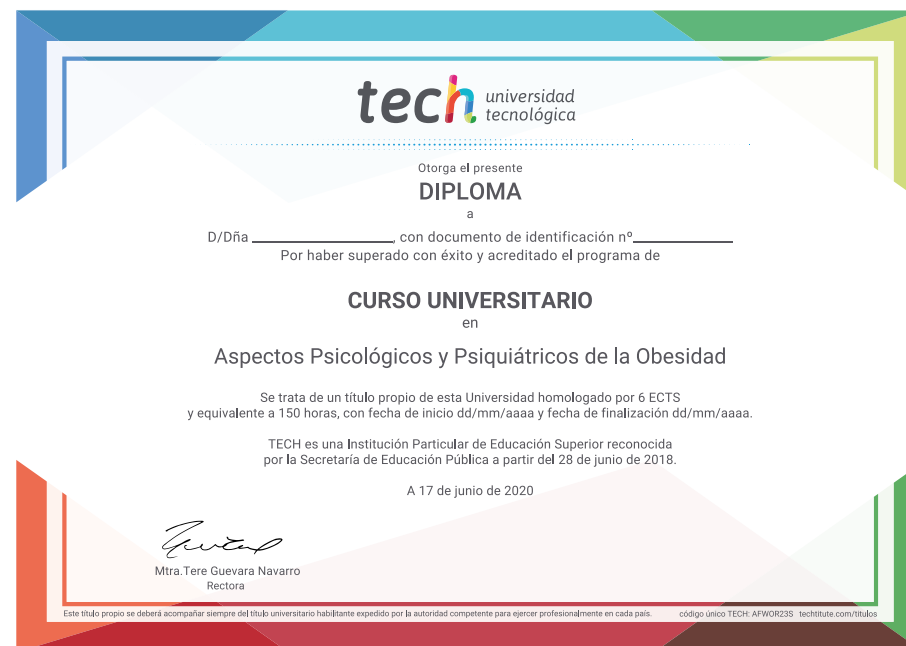 tech universidad
tecnológica
Otorga el presente
DIPLOMA
a
D/Dña ____________________, con documento de identificación nº______________
Por haber superado con éxito y acreditado el programa de
CURSO UNIVERSITARIO
en
Aspectos Psicológicos y Psiquiátricos de la Obesidad
Se trata de un título propio de esta Universidad homologado por 6 ECTS
y equivalente a 150 horas, con fecha de inicio dd/mm/aaaa y fecha de finalización dd/mm/aaaa.
TECH es una Institución Particular de Educación Superior reconocida
por la Secretaría de Educación Pública a partir del 28 de junio de 2018.
A 17 de junio de 2020
Mtra.Tere Guevara Navarro
Rectora
Este título propio se deberá acompañar siempre del título universitario habilitante expedido por la autoridad competente para ejercer profesionalmente en cada país. código único TECH: AFWOR23S techtitute.com/titulos